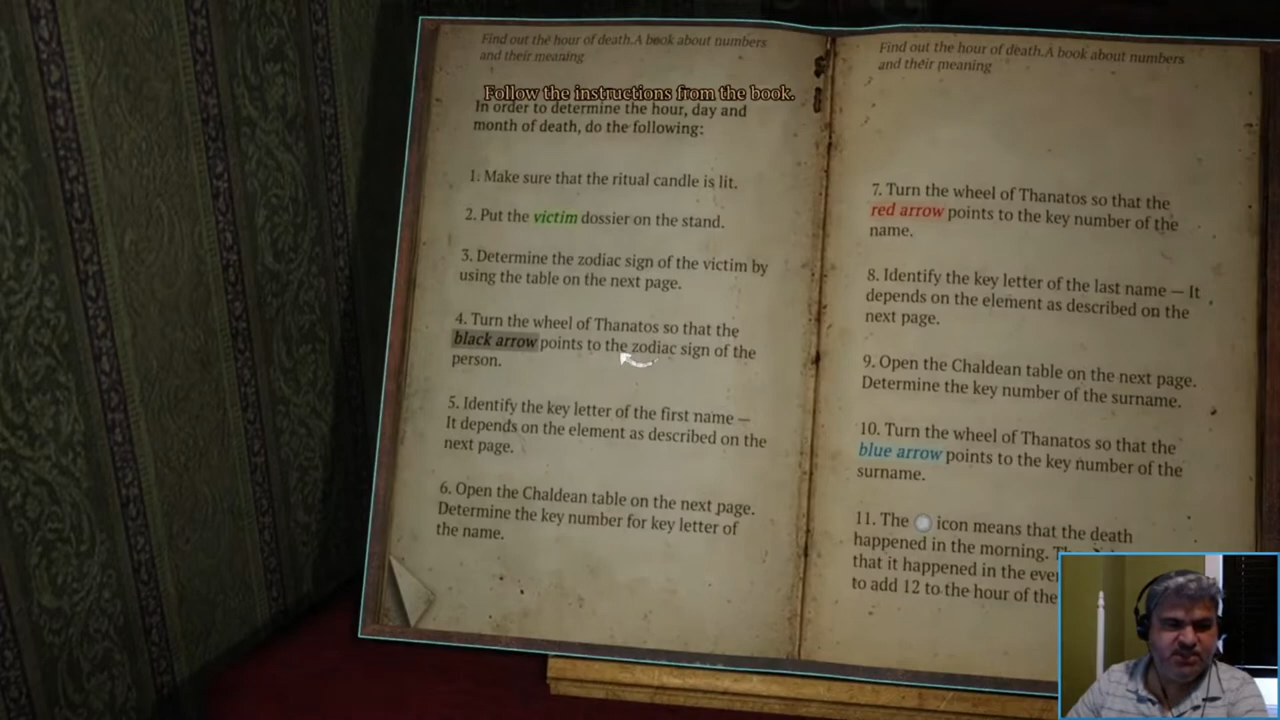 Find out the hour of death.A book about numbers
and their meaning
Follow the instructions from the book.
In order to determine the hour, day and
month of death, do the following:
1. Make sure that the ritual candle is lit.
2. Put the victim dossier on the stand.
3. Determine the zodiac sign of the victim by
using the table on the next page.
4. Turn the wheel of Thanatos so that the
black arrow points to the zodiac sign of the
person.
5. Identify the key letter of the first name —
It depends on the element as described on the
next page.
6. Open the Chaldean table on the next page.
Determine the key number for key letter of
the name.
Find out the hour of death.A book about numbers
and their meaning
7. Turn the wheel of Thanatos so that the
red arrow points to the key number of the
name.
8. Identify the key letter of the last name — It
depends on the element as described on the
next page.
9. Open the Chaldean table on the next page.
Determine the key number of the surname.
10. Turn the wheel of Thanatos so that the
blue arrow points to the key number of the
surname.
11. The icon means that the death
happened in the morning.
that it happened in the
to add 12 to the hour of the